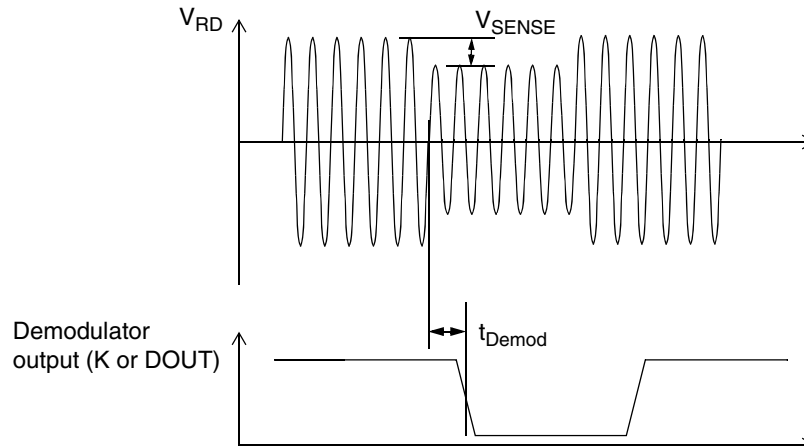 V_RD
V_SENSE
t_Demod
Demodulator
output (K or DOUT)